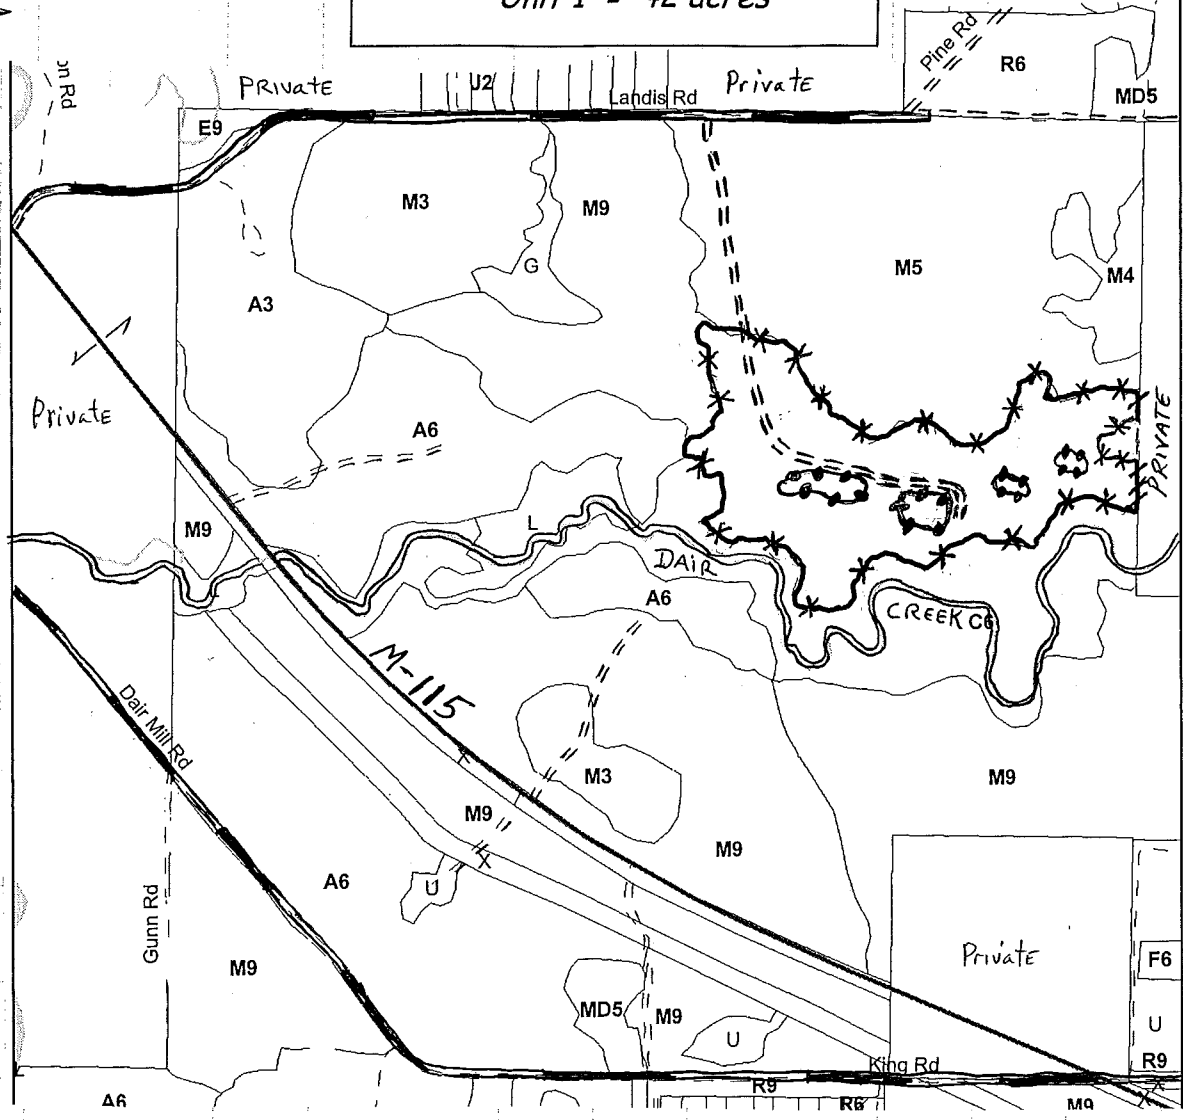 Unit 1 - 42 acres
Pine Rd
R6
on Rd
PRivate
U2
Private
Landis Rd
MD5
E9
M3
M9
M5
G
M4
A3
Private
PRIVATE
A6
M9
L
DAIR
A6
CREEK C6
L
M-115
Dair Mill Rd
M3
M9
M9
M9
A6
U
Gunn Rd
Private
F6
M9
MD5
M9
U
U
King Rd
R9
R9
A6
R6
M9